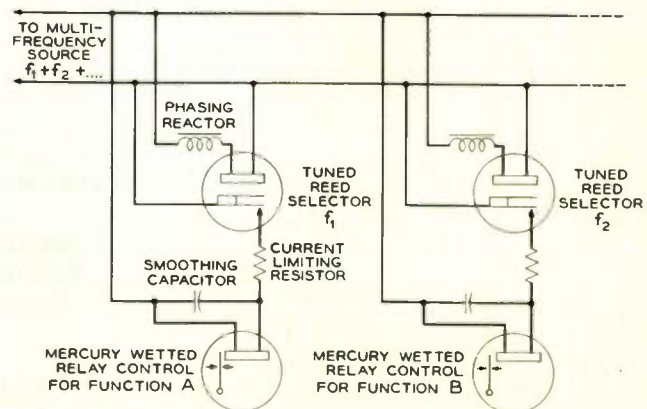 TO MULTI-
FREQUENCY
SOURCE
f₁+f₂+....
PHASING
REACTOR
TUNED
REED
SELECTOR
f₁
TUNED
REED
SELECTOR
f₂
SMOOTHING
CAPACITOR
CURRENT
LIMITING
RESISTOR
MERCURY WETTED
RELAY CONTROL
FOR FUNCTION A
MERCURY WETTED
RELAY CONTROL
FOR FUNCTION B